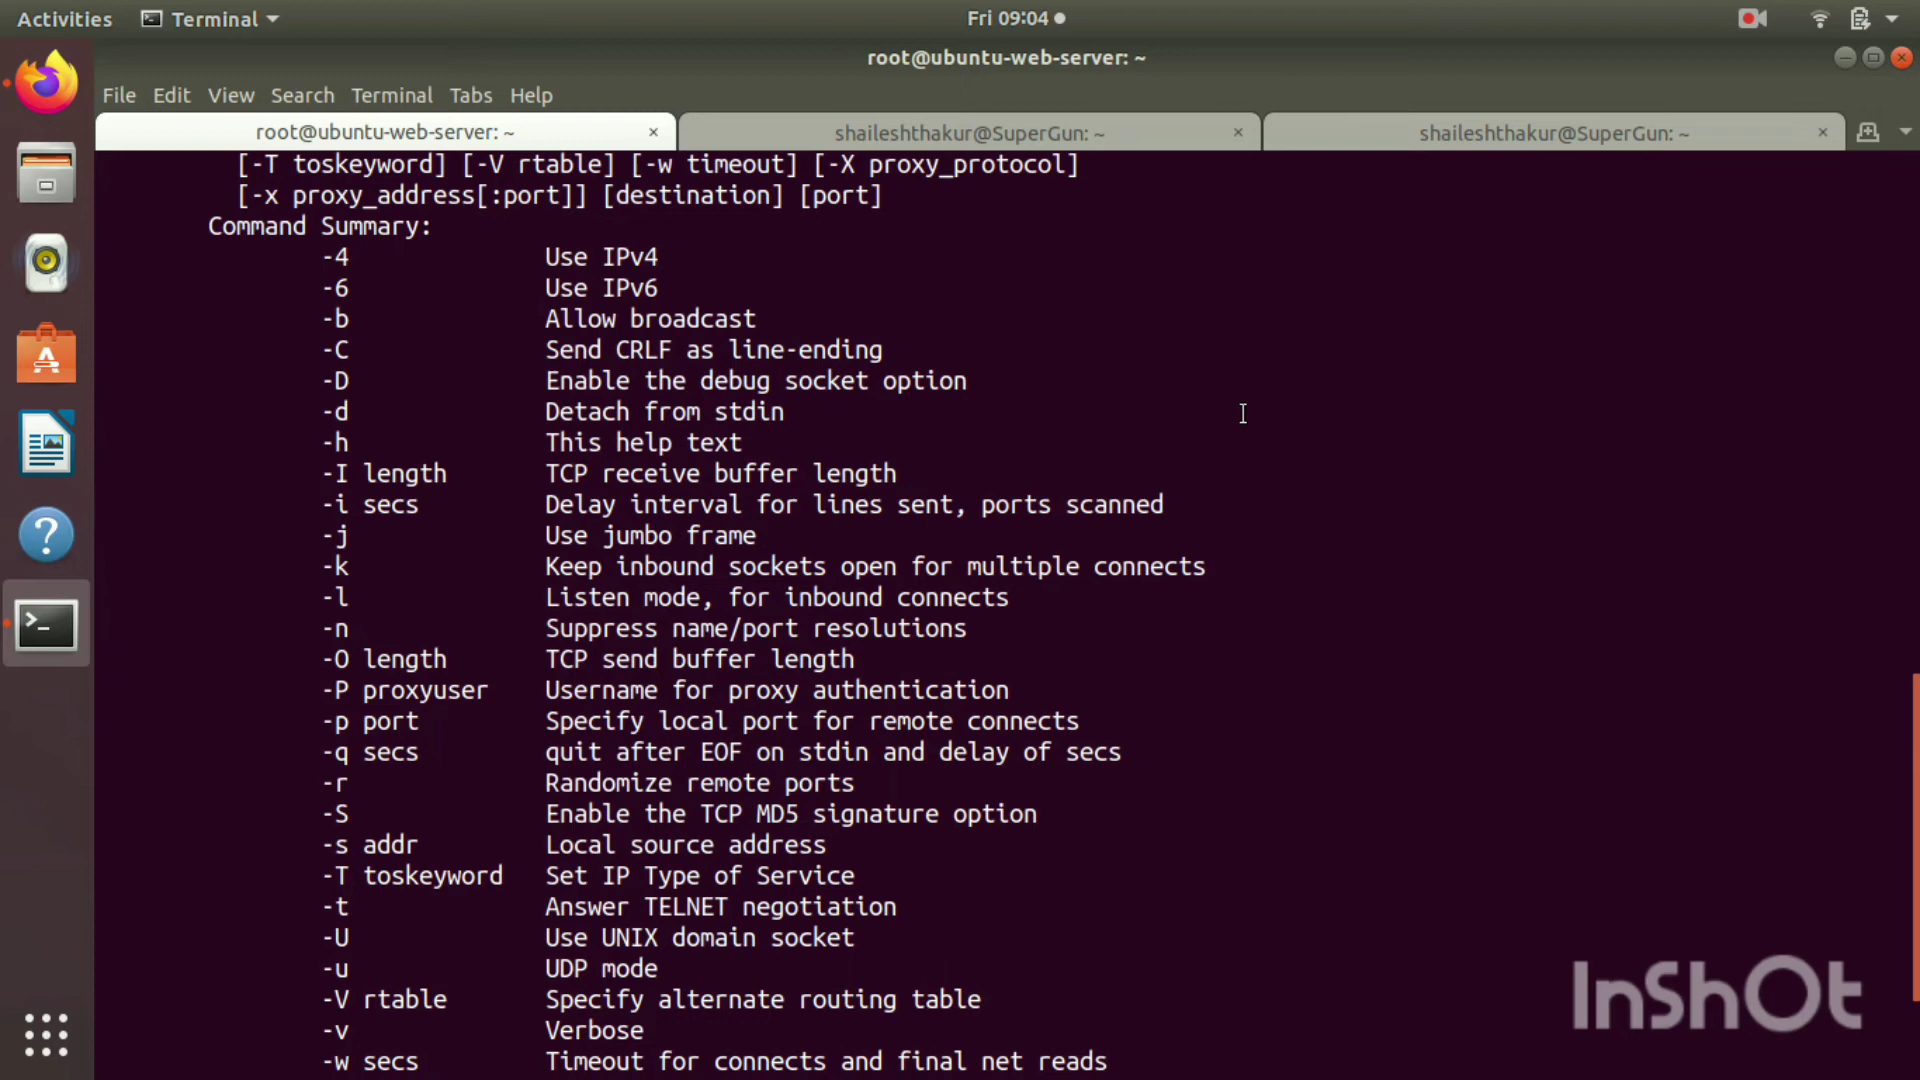 Activities Terminal Fri 09:04
root@ubuntu-web-server: ~
File Edit View Search Terminal Tabs Help
root@ubuntu-web-server: ~ × shaileshthakur@SuperGun: ~ × shaileshthakur@SuperGun: ~ ×
[-T toskeyword] [-V rtable] [-w timeout] [-X proxy_protocol]
[-x proxy_address[:port]] [destination] [port]
Command Summary:
-4 Use IPv4
-6 Use IPv6
-b Allow broadcast
-C Send CRLF as line-ending
-D Enable the debug socket option
-d Detach from stdin
-h This help text
-I length TCP receive buffer length
-i secs Delay interval for lines sent, ports scanned
-j Use jumbo frame
-k Keep inbound sockets open for multiple connects
-l Listen mode, for inbound connects
-n Suppress name/port resolutions
-O length TCP send buffer length
-P proxyuser Username for proxy authentication
-p port Specify local port for remote connects
-q secs quit after EOF on stdin and delay of secs
-r Randomize remote ports
-S Enable the TCP MD5 signature option
-s addr Local source address
-T toskeyword Set IP Type of Service
-t Answer TELNET negotiation
-U Use UNIX domain socket
-u UDP mode
-V rtable Specify alternate routing table
-v Verbose
-w secs Timeout for connects and final net reads
InShOt